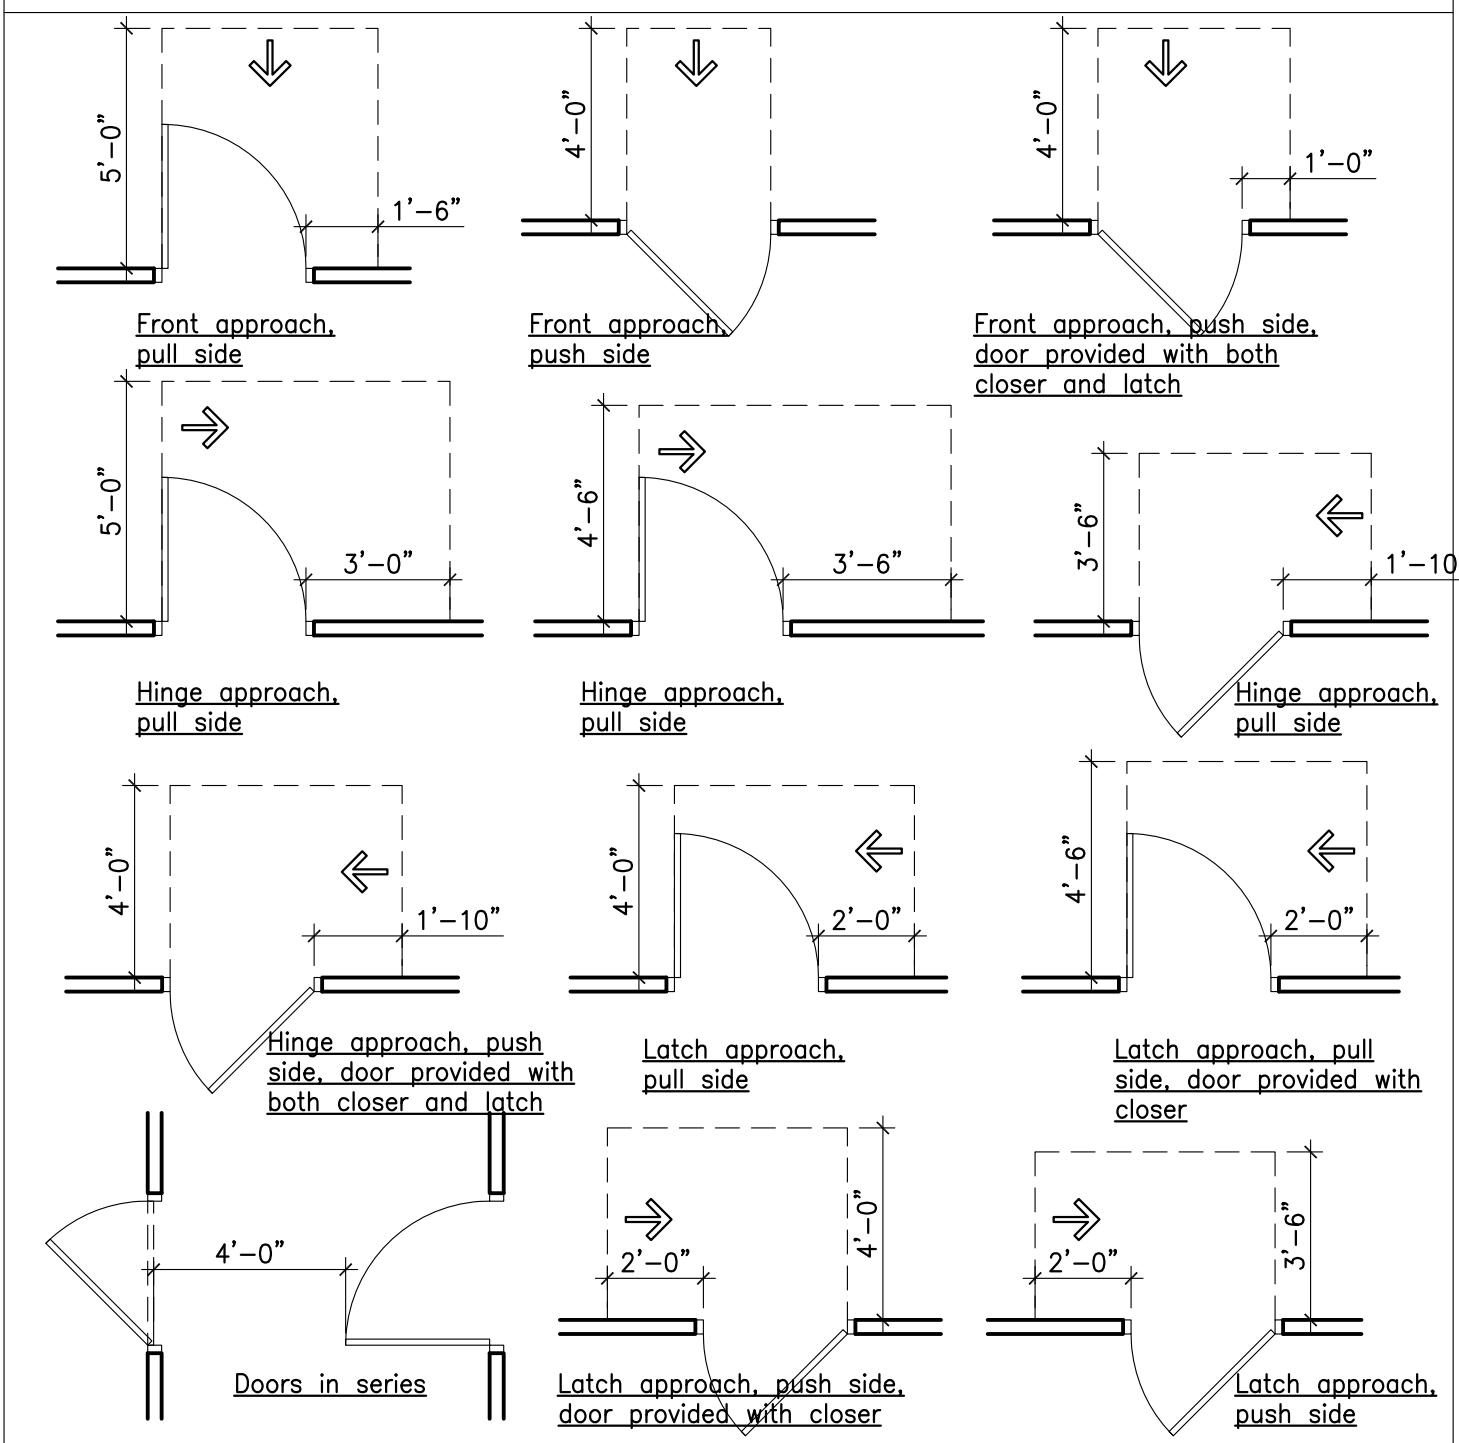 5'-0"
1'-6"
Front approach,
pull side
4'-0"
Front approach,
push side
4'-0"
1'-0"
Front approach, push side,
door provided with both
closer and latch
5'-0"
3'-0"
Hinge approach,
pull side
4'-6"
3'-6"
Hinge approach,
pull side
3'-6"
1'-10
Hinge approach,
pull side
4'-0"
1'-10"
Hinge approach, push
side, door provided with
both closer and latch
4'-0"
2'-0"
Latch approach,
pull side
4'-6"
2'-0"
Latch approach, pull
side, door provided with
closer
4'-0"
Doors in series
2'-0"
4'-0"
Latch approach, push side,
door provided with closer
2'-0"
3'-6"
Latch approach,
push side